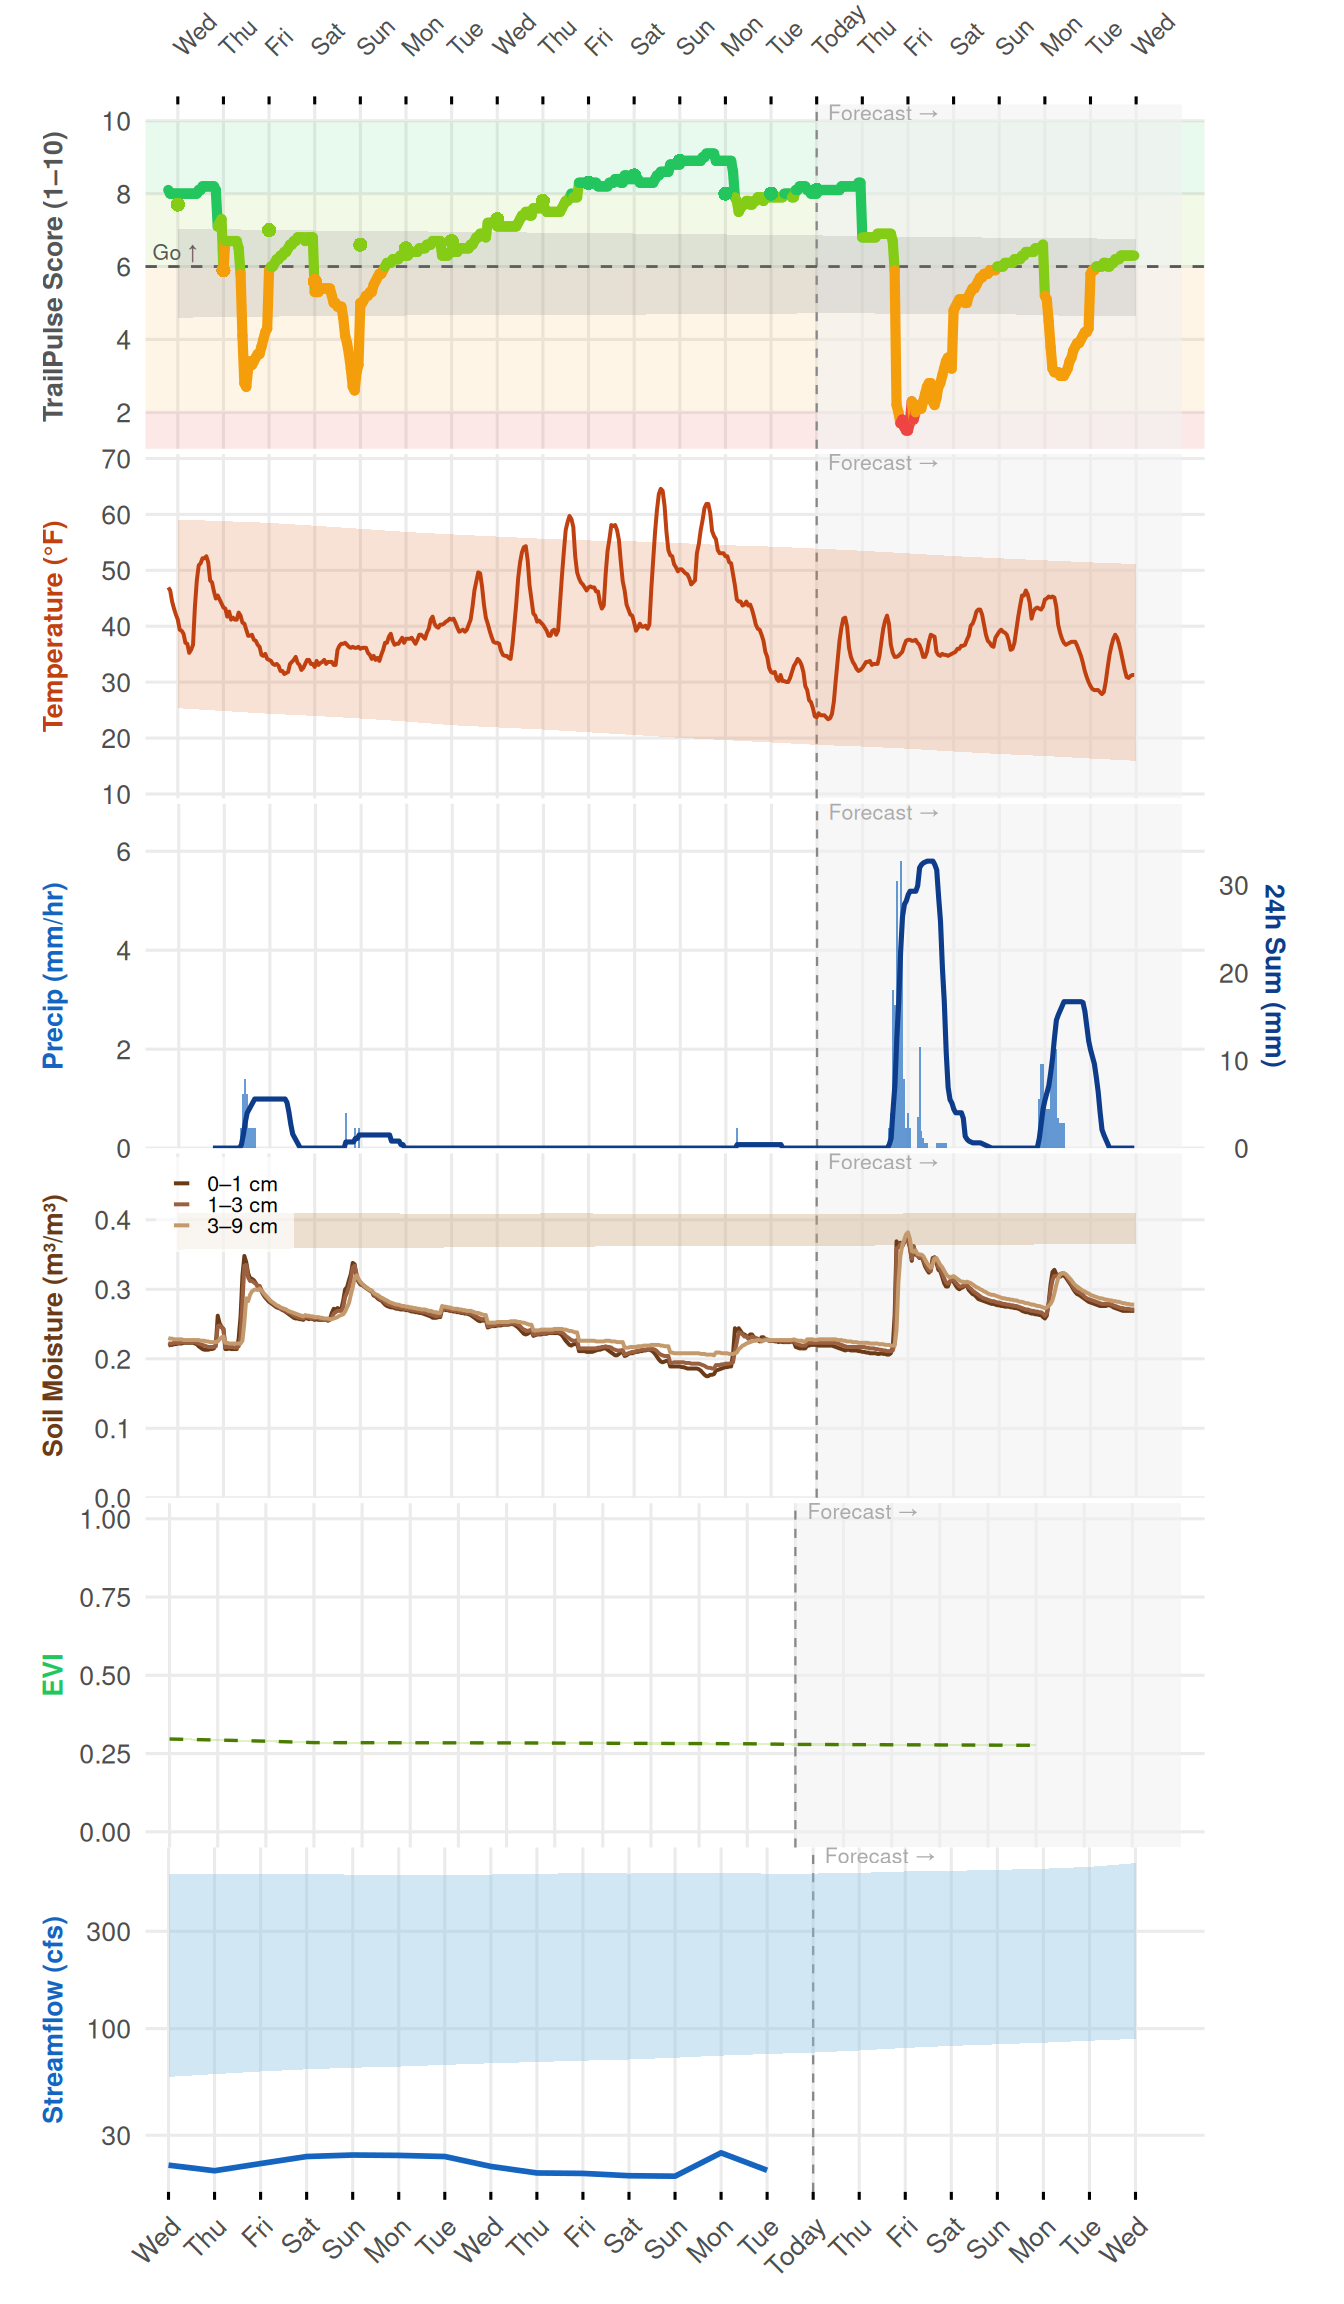 Wed Thu Fri Sat Sun Mon Tue Wed Thu Fri Sat Sun Mon Tue Today Thu Fri Sat Sun Mon Tue Wed
Forecast →
TrailPulse Score (1–10)
10
8
6
4
2
Go ↑
Forecast →
Temperature (°F)
70
60
50
40
30
20
10
Forecast →
Precip (mm/hr)
6
4
2
0
24h Sum (mm)
30
20
10
0
Forecast →
Soil Moisture (m³/m³)
0–1 cm
1–3 cm
3–9 cm
0.4
0.3
0.2
0.1
0.0
Forecast →
EVI
1.00
0.75
0.50
0.25
0.00
Forecast →
Streamflow (cfs)
300
100
30
Wed Thu Fri Sat Sun Mon Tue Wed Thu Fri Sat Sun Mon Tue Today Thu Fri Sat Sun Mon Tue Wed